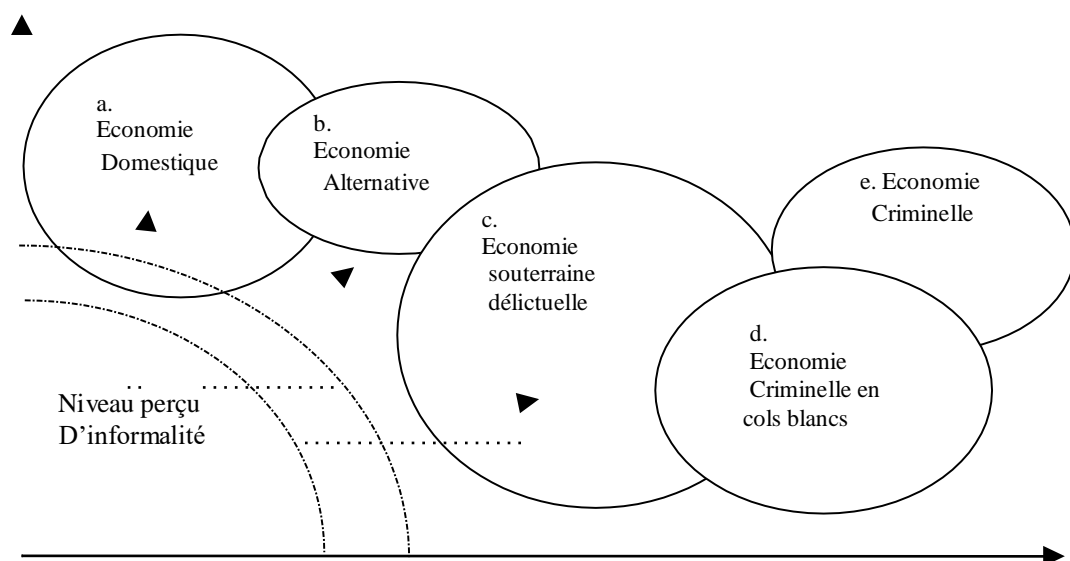 a.
Economie
Domestique
b.
Economie
Alternative
c.
Economie
souterraine
délictuelle
e. Economie
Criminelle
d.
Economie
Criminelle en
cols blancs
Niveau perçu
D’informalité